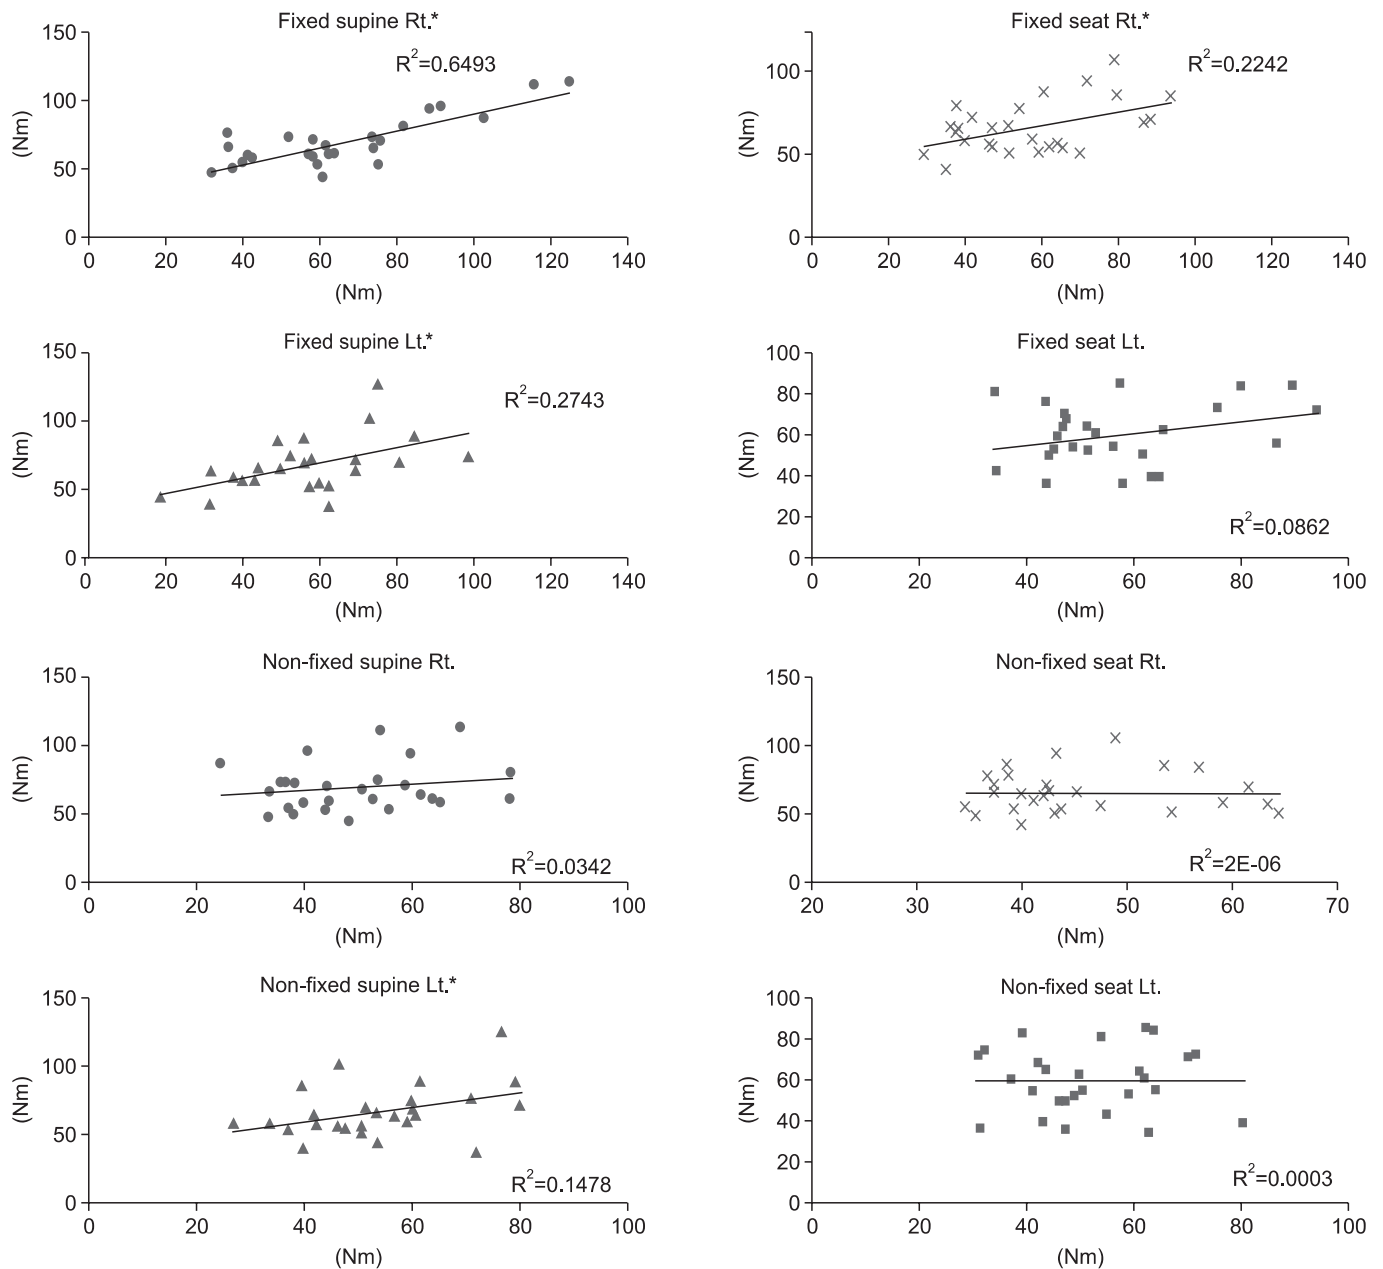 Fixed supine Rt.*
R²=0.6493
150
100
50
0
(Nm)
0 20 40 60 80 100 120 140
(Nm)
Fixed seat Rt.*
R²=0.2242
100
50
0
(Nm)
0 20 40 60 80 100 120 140
(Nm)
Fixed supine Lt.*
R²=0.2743
150
100
50
0
(Nm)
0 20 40 60 80 100 120 140
(Nm)
Fixed seat Lt.
100
80
60
40
20
0
(Nm)
R²=0.0862
0 20 40 60 80 100
(Nm)
Non-fixed supine Rt.
150
100
50
0
(Nm)
R²=0.0342
0 20 40 60 80 100
(Nm)
Non-fixed seat Rt.
150
100
50
0
(Nm)
R²=2E-06
20 30 40 50 60 70
(Nm)
Non-fixed supine Lt.*
150
100
50
0
(Nm)
R²=0.1478
0 20 40 60 80 100
(Nm)
Non-fixed seat Lt.
100
80
60
40
20
0
(Nm)
R²=0.0003
0 20 40 60 80 100
(Nm)